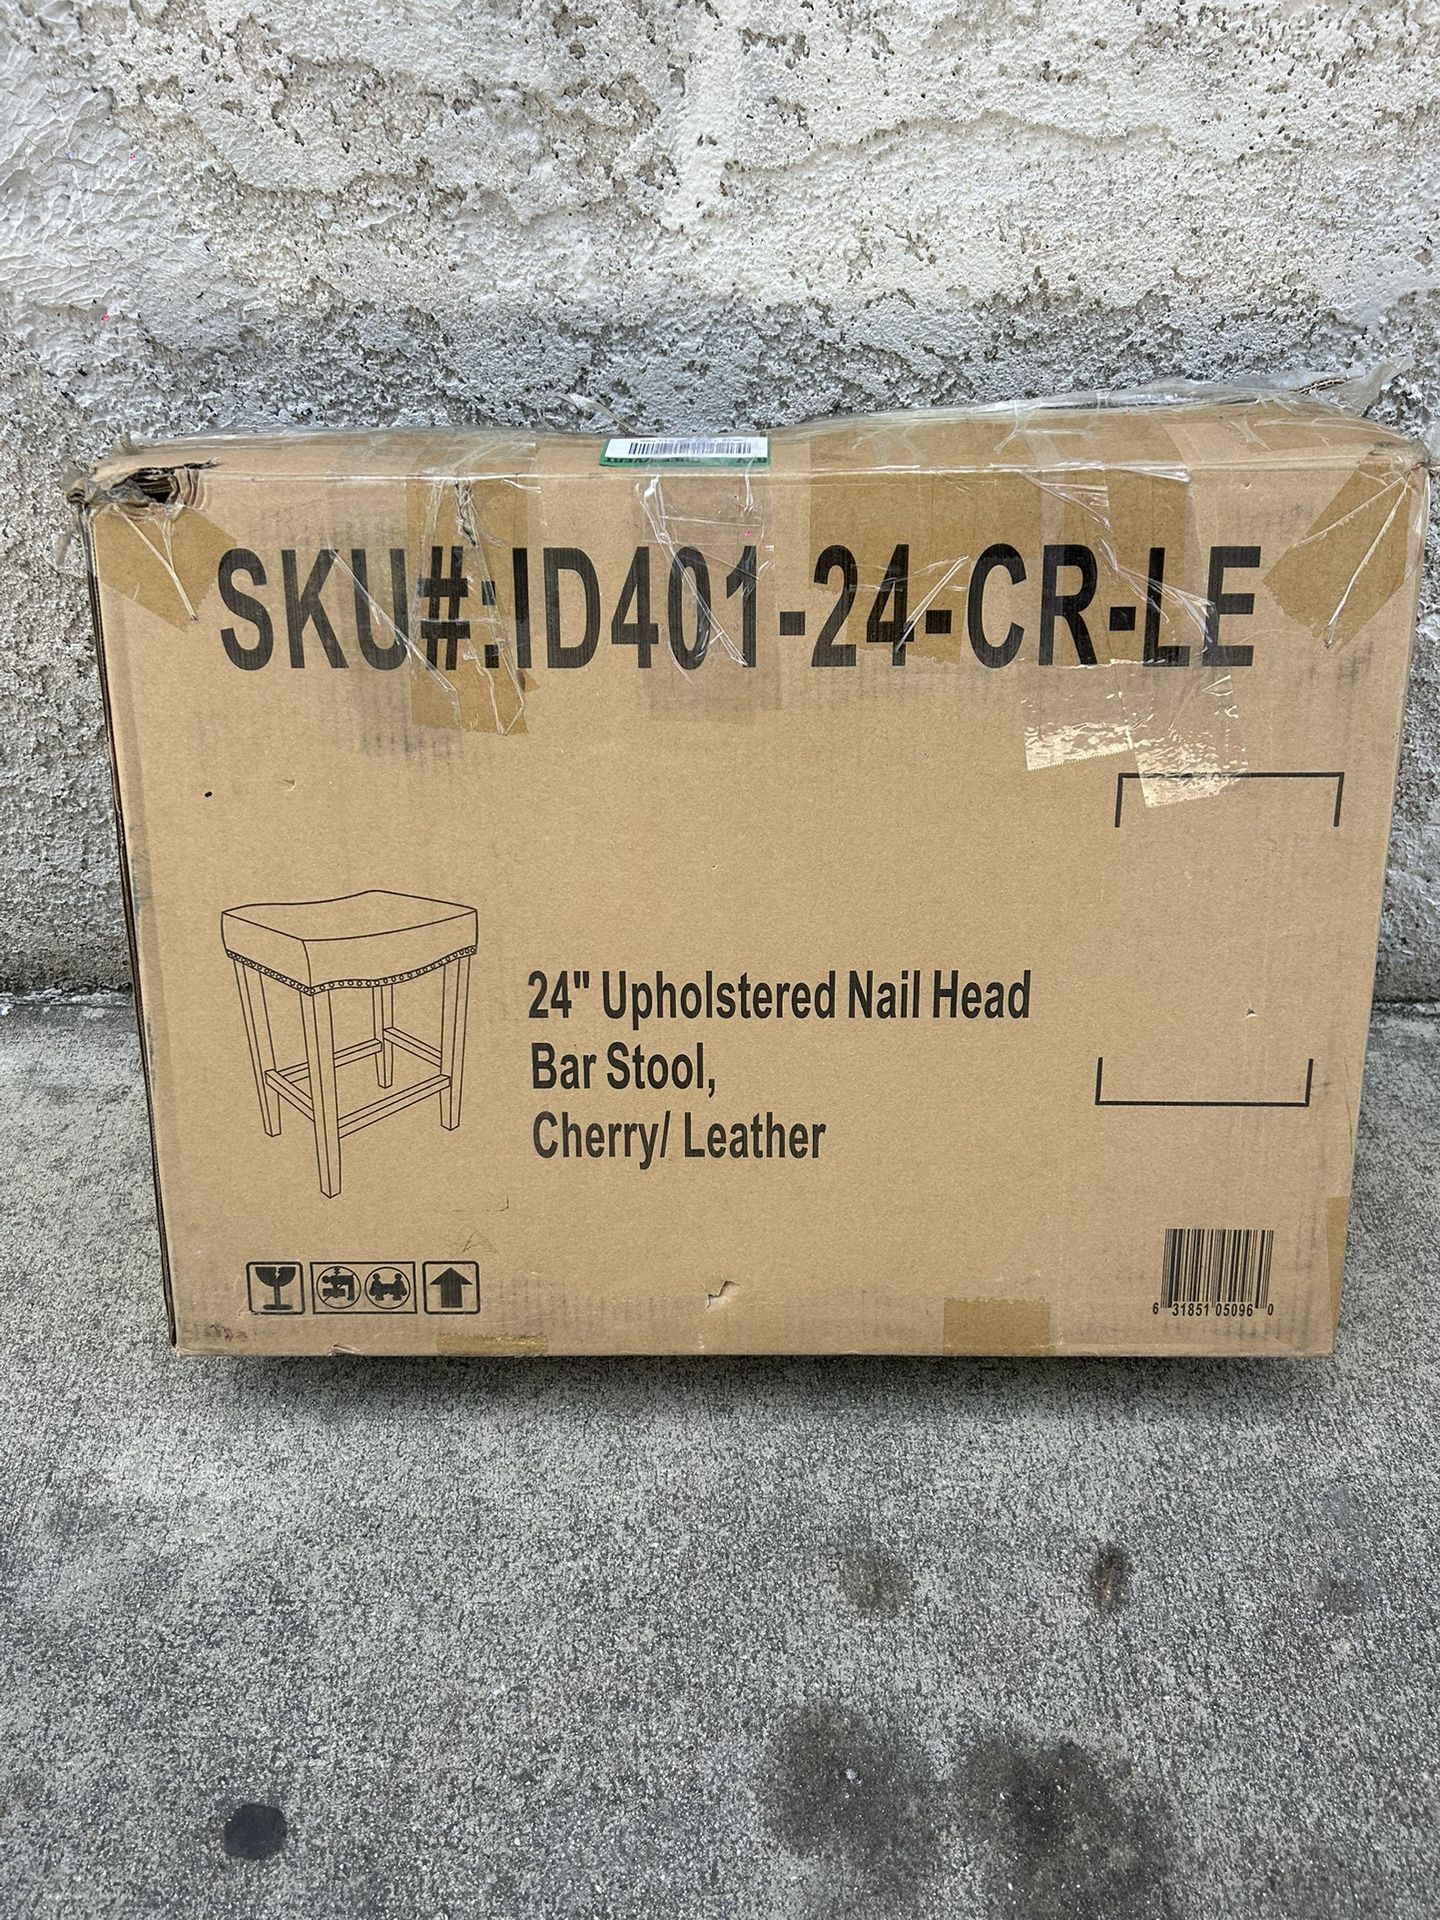 SKU#:ID401-24-CR-LE
24" Upholstered Nail Head
Bar Stool,
Cherry/ Leather
6 31851 05096 0